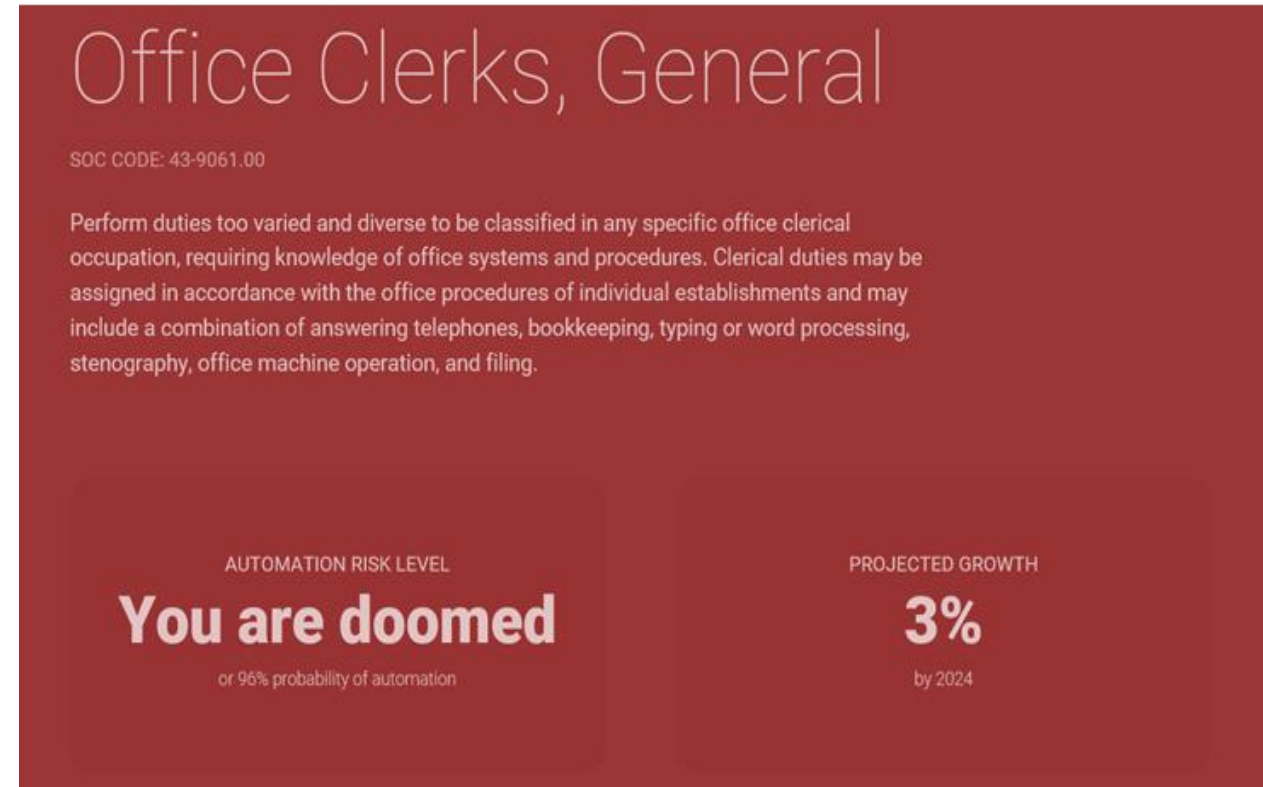 Office Clerks, General
SOC CODE: 43-9061.00
Perform duties too varied and diverse to be classified in any specific office clerical
occupation, requiring knowledge of office systems and procedures. Clerical duties may be
assigned in accordance with the office procedures of individual establishments and may
include a combination of answering telephones, bookkeeping, typing or word processing,
stenography, office machine operation, and filing.
AUTOMATION RISK LEVEL
You are doomed
or 96% probability of automation
PROJECTED GROWTH
3%
by 2024